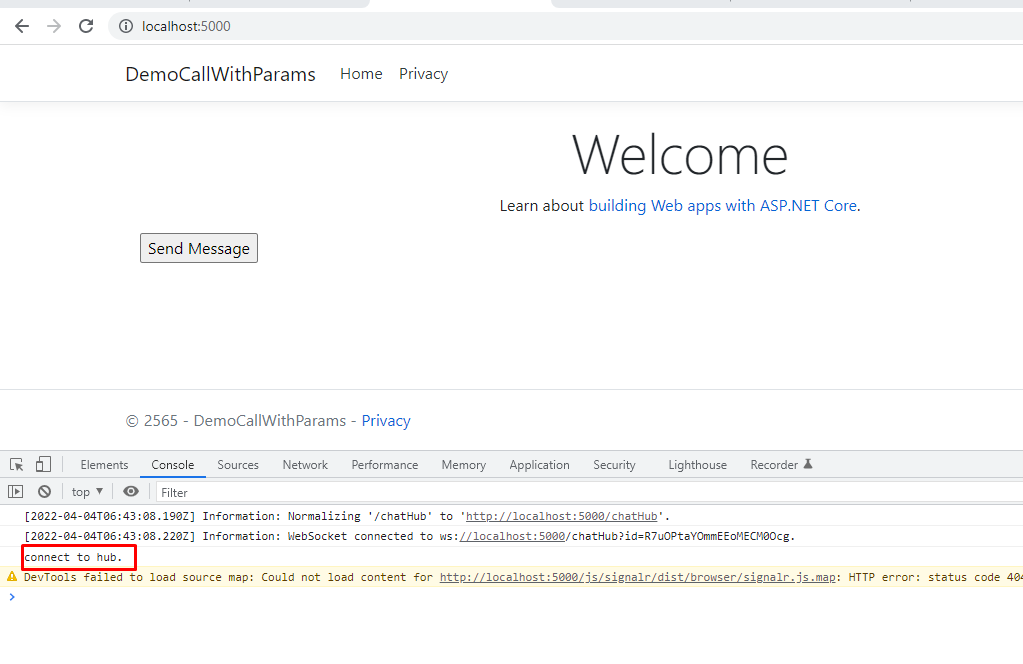 localhost:5000
DemoCallWithParams Home Privacy
Welcome
Learn about building Web apps with ASP.NET Core.
Send Message
© 2565 - DemoCallWithParams - Privacy
Elements Console Sources Network Performance Memory Application Security Lighthouse Recorder
top Filter
[2022-04-04T06:43:08.190Z] Information: Normalizing '/chatHub' to 'http://localhost:5000/chatHub'.
[2022-04-04T06:43:08.220Z] Information: WebSocket connected to ws://localhost:5000/chatHub?id=R7uOPtaYOmmEEoMECM0Ocg.
connect to hub.
DevTools failed to load source map: Could not load content for http://localhost:5000/js/signalr/dist/browser/signalr.js.map: HTTP error: status code 404